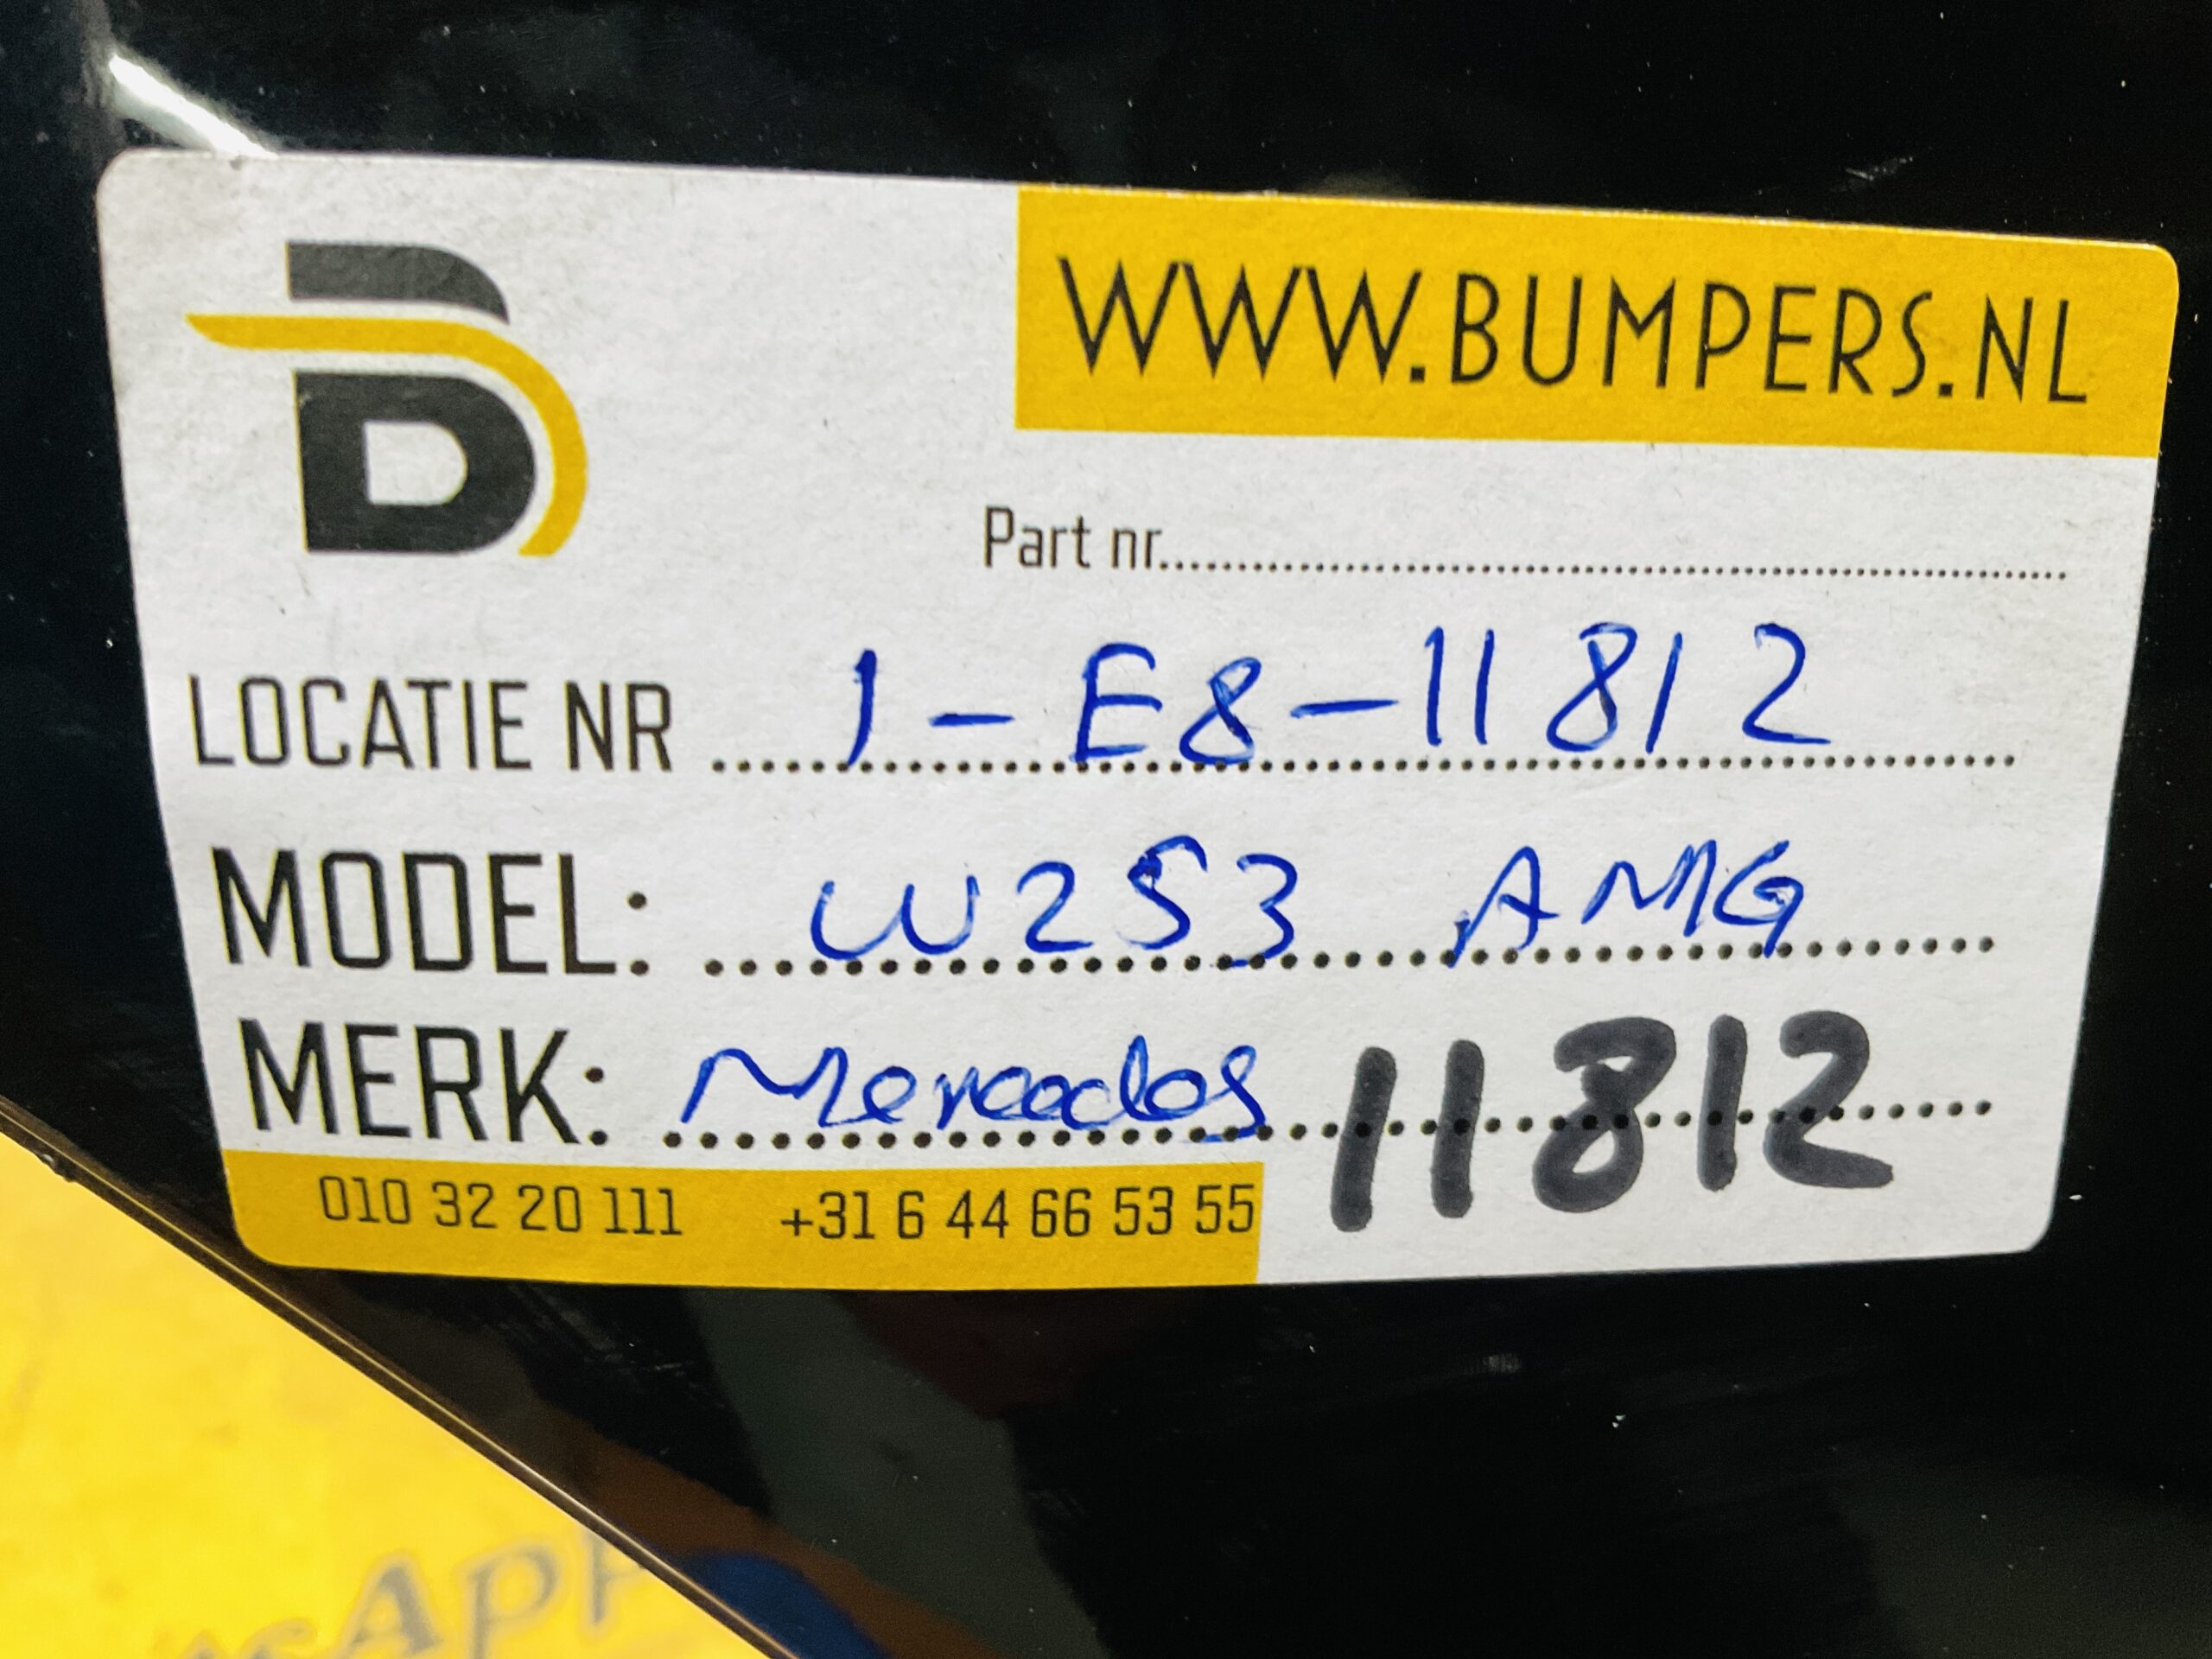 WWW.BUMPERS.NL
Part nr.
LOCATIE NR 1-E8-11812
MODEL: W253 AMG
MERK: Mercedes 11812
010 32 20 111 +31 6 44 66 53 55
sApp